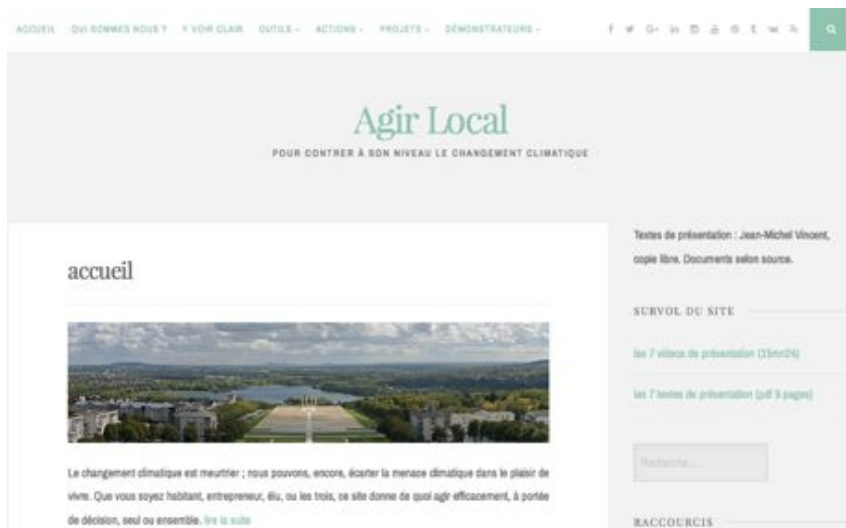 ACCUEIL QUI SOMMES NOUS ? Y VOIR CLAIR OUTILS ACTIONS PROJETS DÉMONSTRATEURS
Agir Local
POUR CONTRER À SON NIVEAU LE CHANGEMENT CLIMATIQUE
accueil
Le changement climatique est meurtrier ; nous pouvons, encore, écarter la menace climatique dans le plaisir de
vivre. Que vous soyez habitant, entrepreneur, élu, ou les trois, ce site donne de quoi agir efficacement, à portée
de décision, seul ou ensemble. lire la suite
Textes de présentation : Jean-Michel Vincent,
copie libre. Documents selon source.
SURVOL DU SITE
les 7 videos de présentation (15mn24)
les 7 textes de présentation (pdf 9 pages)
Recherche...
RACCOURCIS